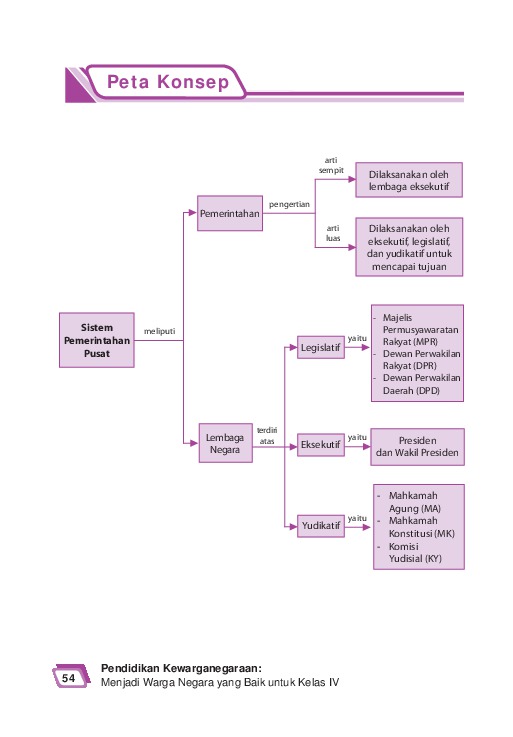 Peta Konsep
arti
sempit
Dilaksanakan oleh
lembaga eksekutif
Pemerintahan
pengertian
arti
luas
Dilaksanakan oleh
eksekutif, legislatif,
dan yudikatif untuk
mencapai tujuan
Sistem
Pemerintahan
Pusat
meliputi
Legislatif
yaitu
- Majelis
Permusyawaratan
Rakyat (MPR)
- Dewan Perwakilan
Rakyat (DPR)
- Dewan Perwakilan
Daerah (DPD)
Lembaga
Negara
terdiri
atas
Eksekutif
yaitu
Presiden
dan Wakil Presiden
Yudikatif
yaitu
- Mahkamah
Agung (MA)
- Mahkamah
Konstitusi (MK)
- Komisi
Yudisial (KY)
54
Pendidikan Kewarganegaraan:
Menjadi Warga Negara yang Baik untuk Kelas IV